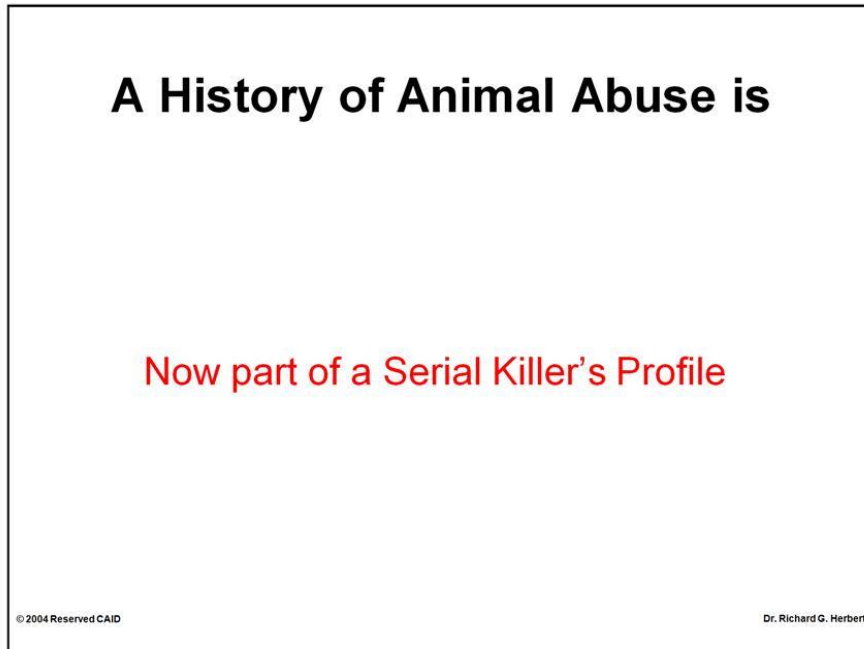 A History of Animal Abuse is
Now part of a Serial Killer’s Profile
© 2004 Reserved CAID
Dr. Richard G. Herbert